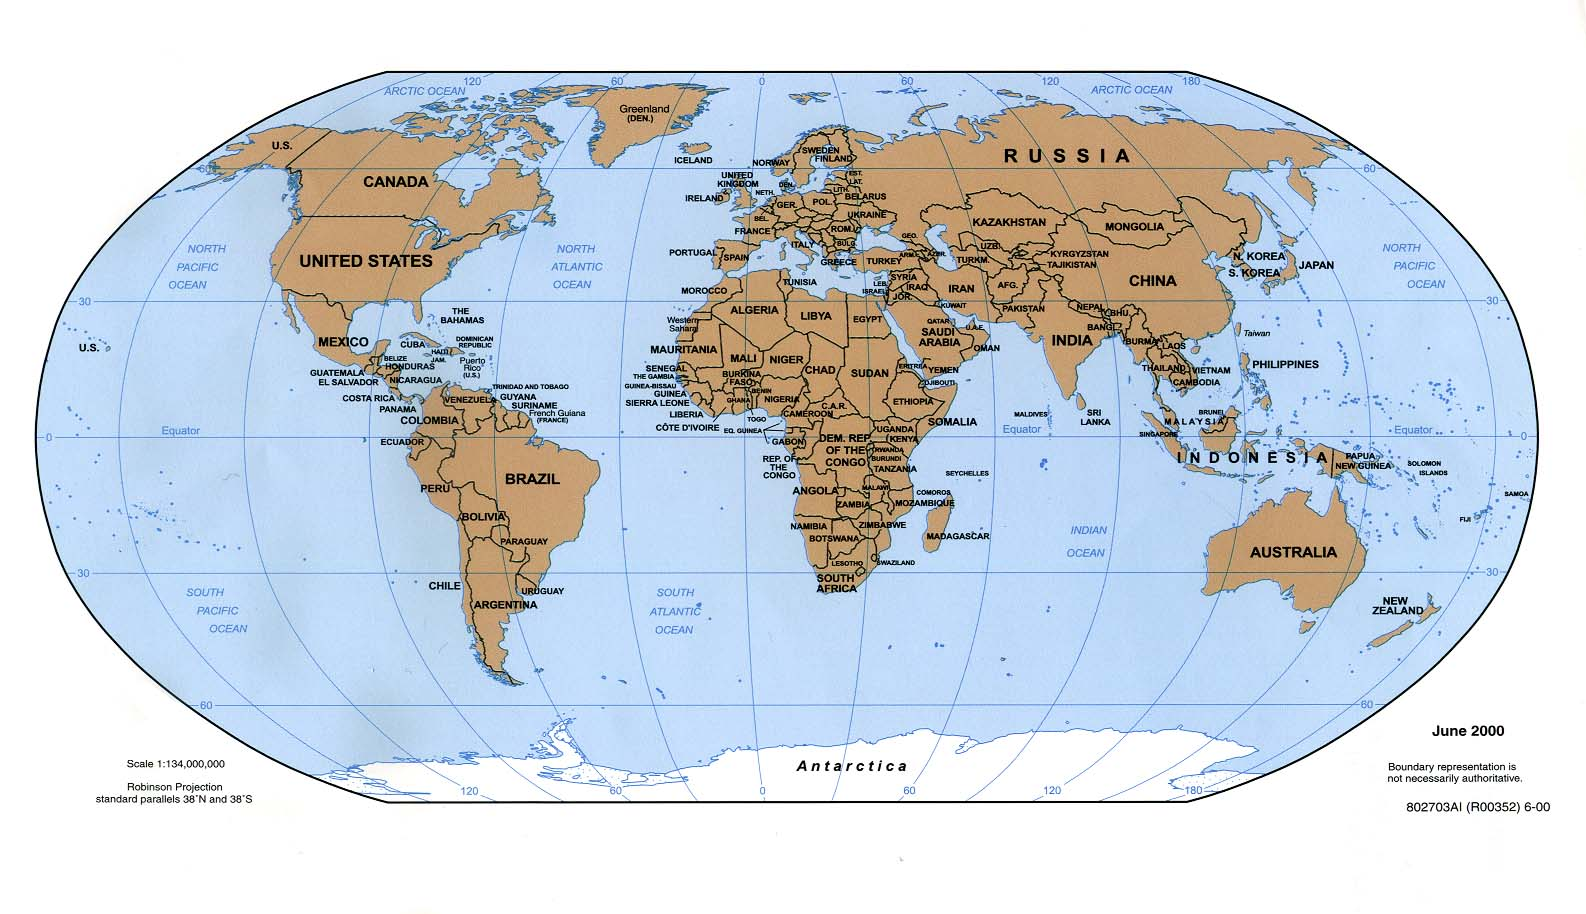 120
60
0
60
120
180
ARCTIC OCEAN
ARCTIC OCEAN
Greenland
(DEN.)
U.S.
ICELAND
NORWAY
SWEDEN
FINLAND
RUSSIA
60
60
CANADA
UNITED
KINGDOM
DEN.
EST.
LAT.
LITH.
NETH.
IRELAND
GER.
POL.
BELARUS
BEL.
UKRAINE
KAZAKHSTAN
MONGOLIA
FRANCE
ROM.
BULG.
ITALY
GEO.
UZB.
NORTH
PACIFIC
OCEAN
UNITED STATES
NORTH
ATLANTIC
OCEAN
PORTUGAL
SPAIN
GREECE
TURKEY
ARM.
AZER.
TURKM.
KYRGYZSTAN
TAJIKISTAN
N. KOREA
S. KOREA
JAPAN
NORTH
PACIFIC
OCEAN
CHINA
TUNISIA
LEB.
ISRAEL
SYRIA
IRAQ
JOR.
IRAN
AFG.
MOROCCO
30
30
KUWAIT
PAKISTAN
NEPAL
BHU.
ALGERIA
LIBYA
EGYPT
THE
BAHAMAS
Western
Sahara
QATAR
U.A.E.
SAUDI
ARABIA
BANG.
Taiwan
U.S.
MEXICO
CUBA
HAITI
DOMINICAN
REPUBLIC
JAM.
Puerto
Rico
(U.S.)
MAURITANIA
MALI
NIGER
CHAD
SUDAN
ERITREA
YEMEN
OMAN
INDIA
BURMA
LAOS
THAILAND
VIETNAM
CAMBODIA
PHILIPPINES
BELIZE
HONDURAS
GUATEMALA
EL SALVADOR
NICARAGUA
COSTA RICA
PANAMA
TRINIDAD AND TOBAGO
VENEZUELA
GUYANA
SURINAME
French Guiana
(FRANCE)
COLOMBIA
SENEGAL
THE GAMBIA
GUINEA-BISSAU
GUINEA
SIERRA LEONE
LIBERIA
CÔTE D'IVOIRE
BURKINA
FASO
BENIN
GHANA
TOGO
NIGERIA
CAMEROON
C.A.R.
EQ. GUINEA
DJIBOUTI
ETHIOPIA
SOMALIA
MALDIVES
SRI
LANKA
BRUNEI
MALAYSIA
SINGAPORE
0
Equator
Equator
Equator
0
ECUADOR
GABON
REP. OF
THE
CONGO
DEM. REP.
OF THE
CONGO
UGANDA
KENYA
RWANDA
BURUNDI
TANZANIA
SEYCHELLES
INDONESIA
PAPUA
NEW GUINEA
SOLOMON
ISLANDS
PERU
BRAZIL
ANGOLA
MALAWI
ZAMBIA
COMOROS
MOZAMBIQUE
SAMOA
BOLIVIA
NAMIBIA
ZIMBABWE
BOTSWANA
MADAGASCAR
INDIAN
OCEAN
FIJI
PARAGUAY
AUSTRALIA
30
30
LESOTHO
SWAZILAND
SOUTH
AFRICA
CHILE
URUGUAY
ARGENTINA
SOUTH
PACIFIC
OCEAN
SOUTH
ATLANTIC
OCEAN
NEW
ZEALAND
60
60
June 2000
Antarctica
120
60
0
60
120
180
Scale 1:134,000,000
Robinson Projection
standard parallels 38°N and 38°S
Boundary representation is
not necessarily authoritative.
802703AI (R00352) 6-00